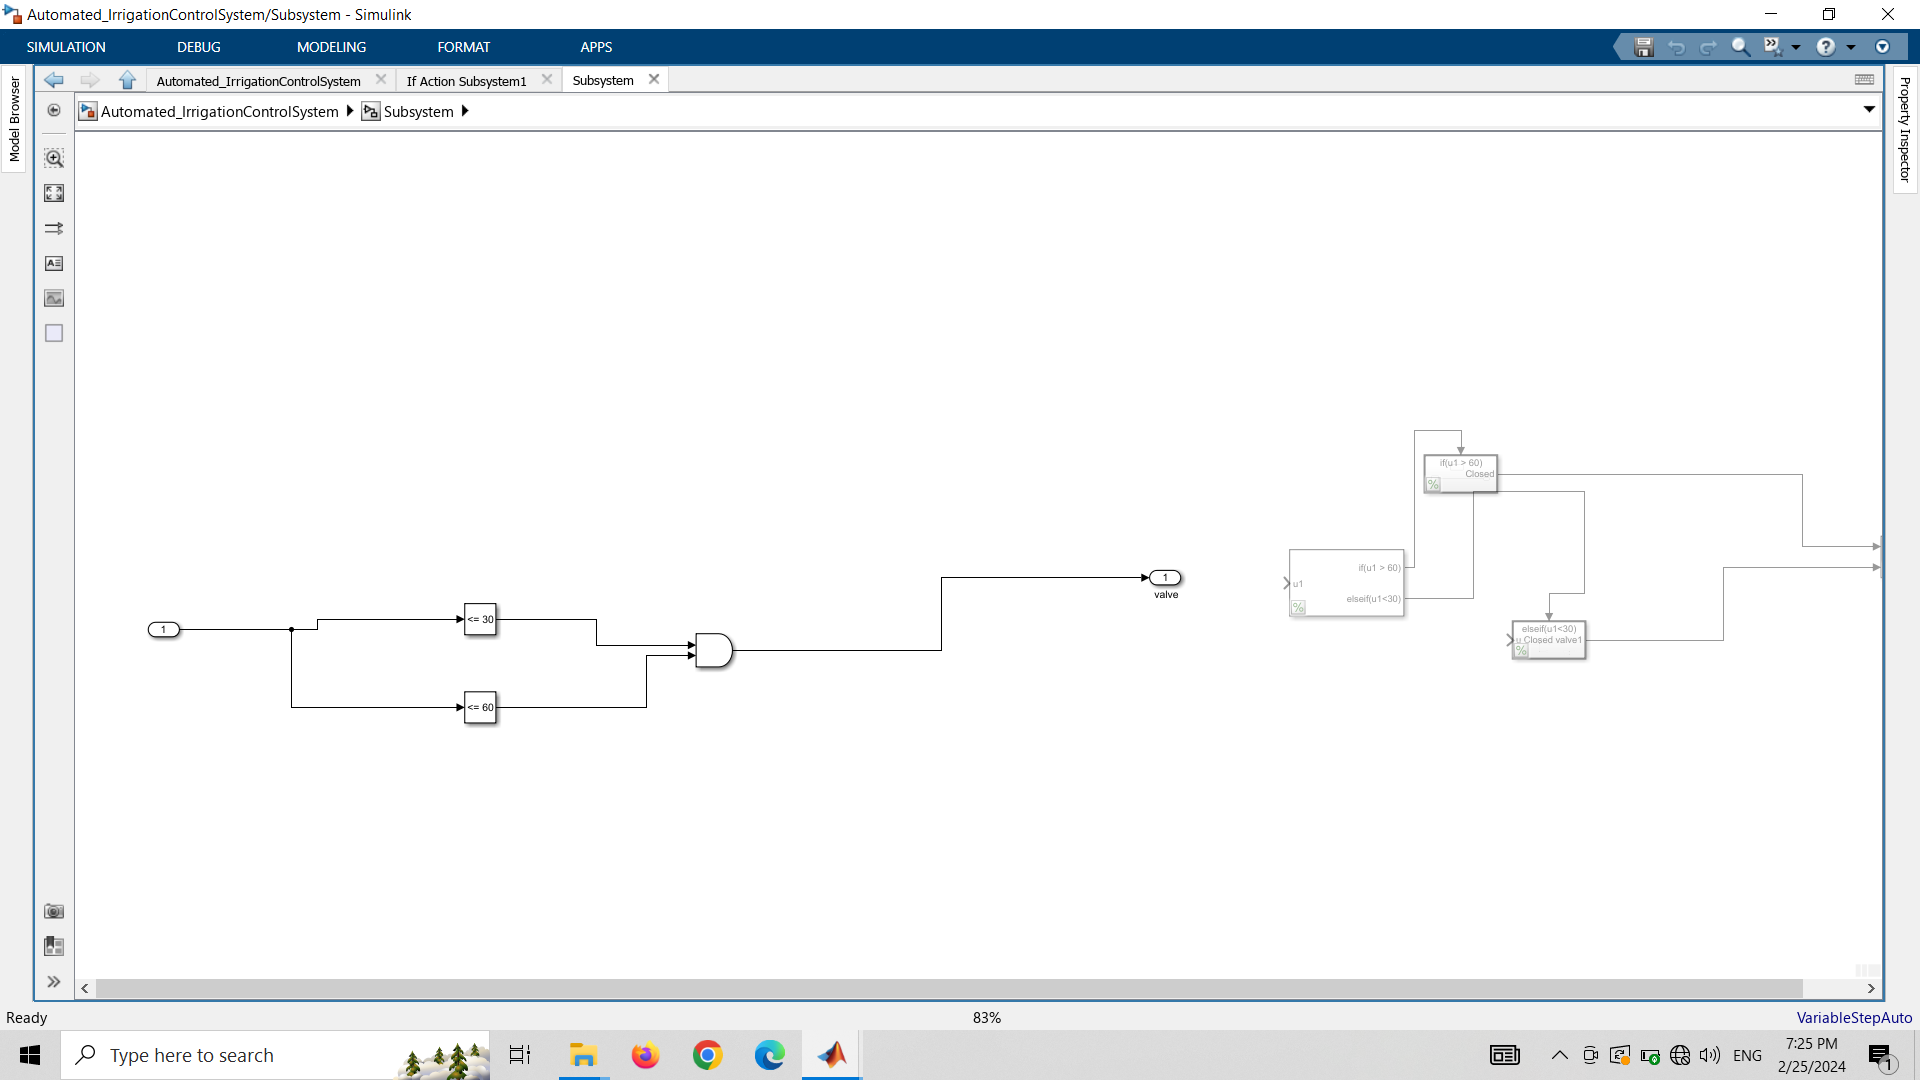 Automated_IrrigationControlSystem/Subsystem - Simulink
SIMULATION DEBUG MODELING FORMAT APPS
Automated_IrrigationControlSystem If Action Subsystem1 Subsystem
Automated_IrrigationControlSystem Subsystem
Model Browser
Property Inspector
if(u1 > 60)
Closed
%
u1
if(u1 > 60)
elseif(u1<30)
%
1
valve
1
<= 30
<= 60
elseif(u1<30)
u Closed valve1
%
Ready
83%
VariableStepAuto
Type here to search
ENG
7:25 PM
2/25/2024
1